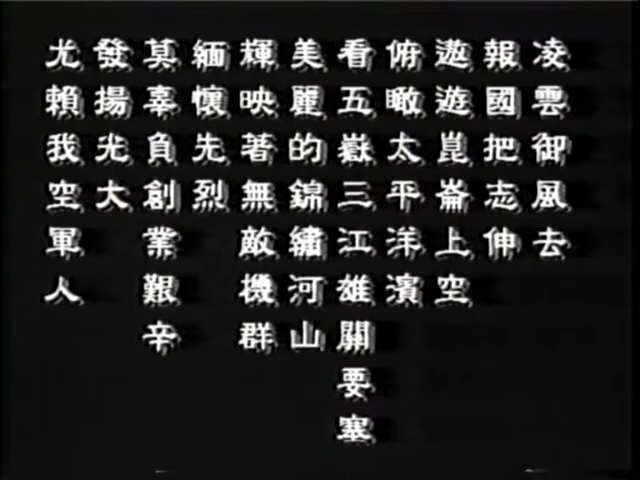 凌雲御風去
報國把志伸
遨遊崑崙上空
俯瞰太平洋濱
看五嶽三江雄關要塞
美麗的錦繡河山
輝映著無敵機群
緬懷先烈
莫辜負創業艱辛
發揚光大
尤賴我空軍人